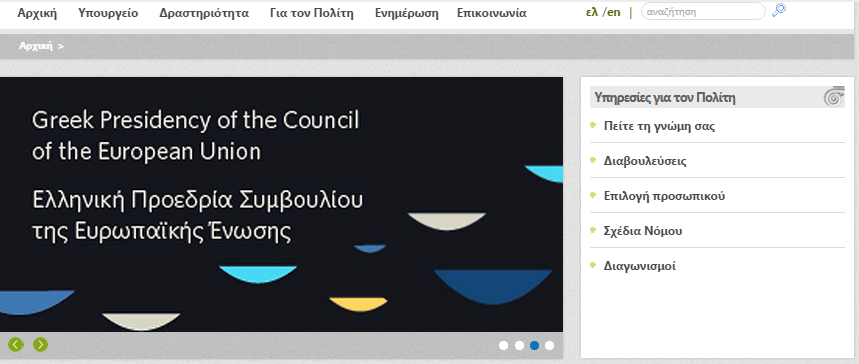 Αρχική Υπουργείο Δραστηριότητα Για τον Πολίτη Ενημέρωση Επικοινωνία ελ /en | αναζήτηση
Αρχική >
Greek Presidency of the Council
of the European Union
Ελληνική Προεδρία Συμβουλίου
της Ευρωπαϊκής Ένωσης
Υπηρεσίες για τον Πολίτη
Πείτε τη γνώμη σας
Διαβουλεύσεις
Επιλογή προσωπικού
Σχέδια Νόμου
Διαγωνισμοί